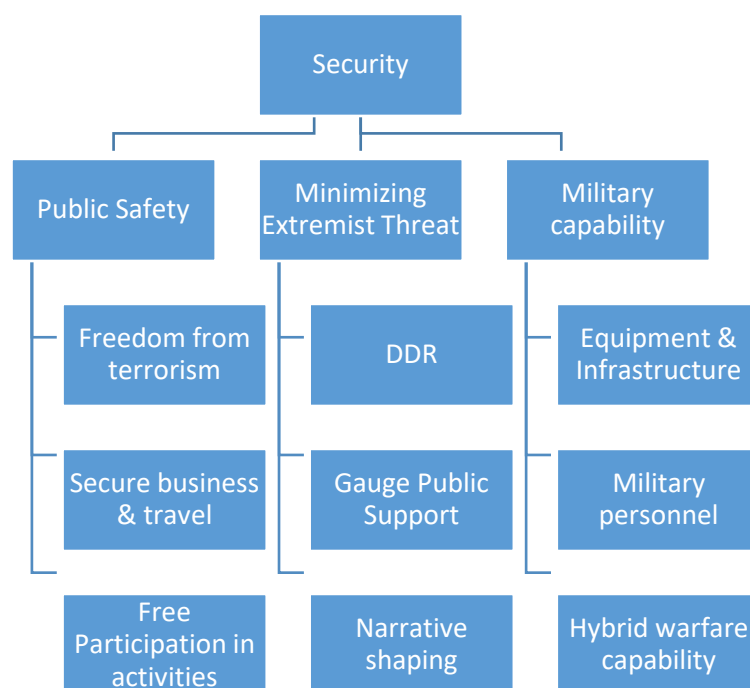 Security
Public Safety
Minimizing
Extremist Threat
Military
capability
Freedom from
terrorism
DDR
Equipment &
Infrastructure
Secure business
& travel
Gauge Public
Support
Military
personnel
Free
Participation in
activities
Narrative
shaping
Hybrid warfare
capability